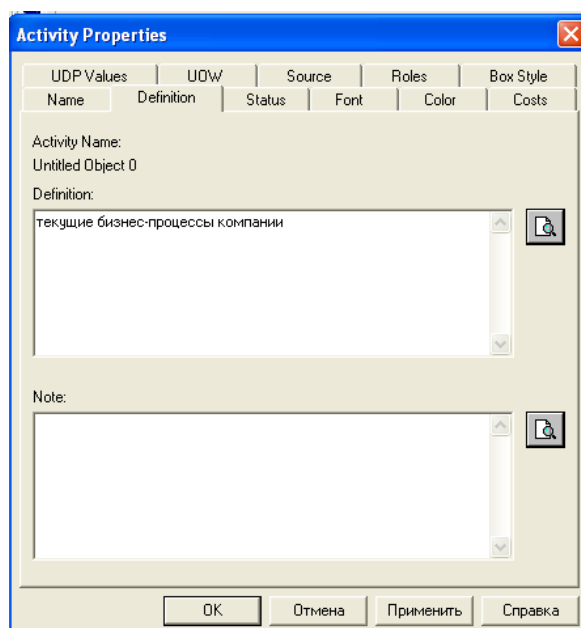 Activity Properties
UDP Values UOW Source Roles Box Style
Name Definition Status Font Color Costs
Activity Name:
Untitled Object 0
Definition:
текущие бизнес-процессы компании
Note:
OK Отмена Применить Справка